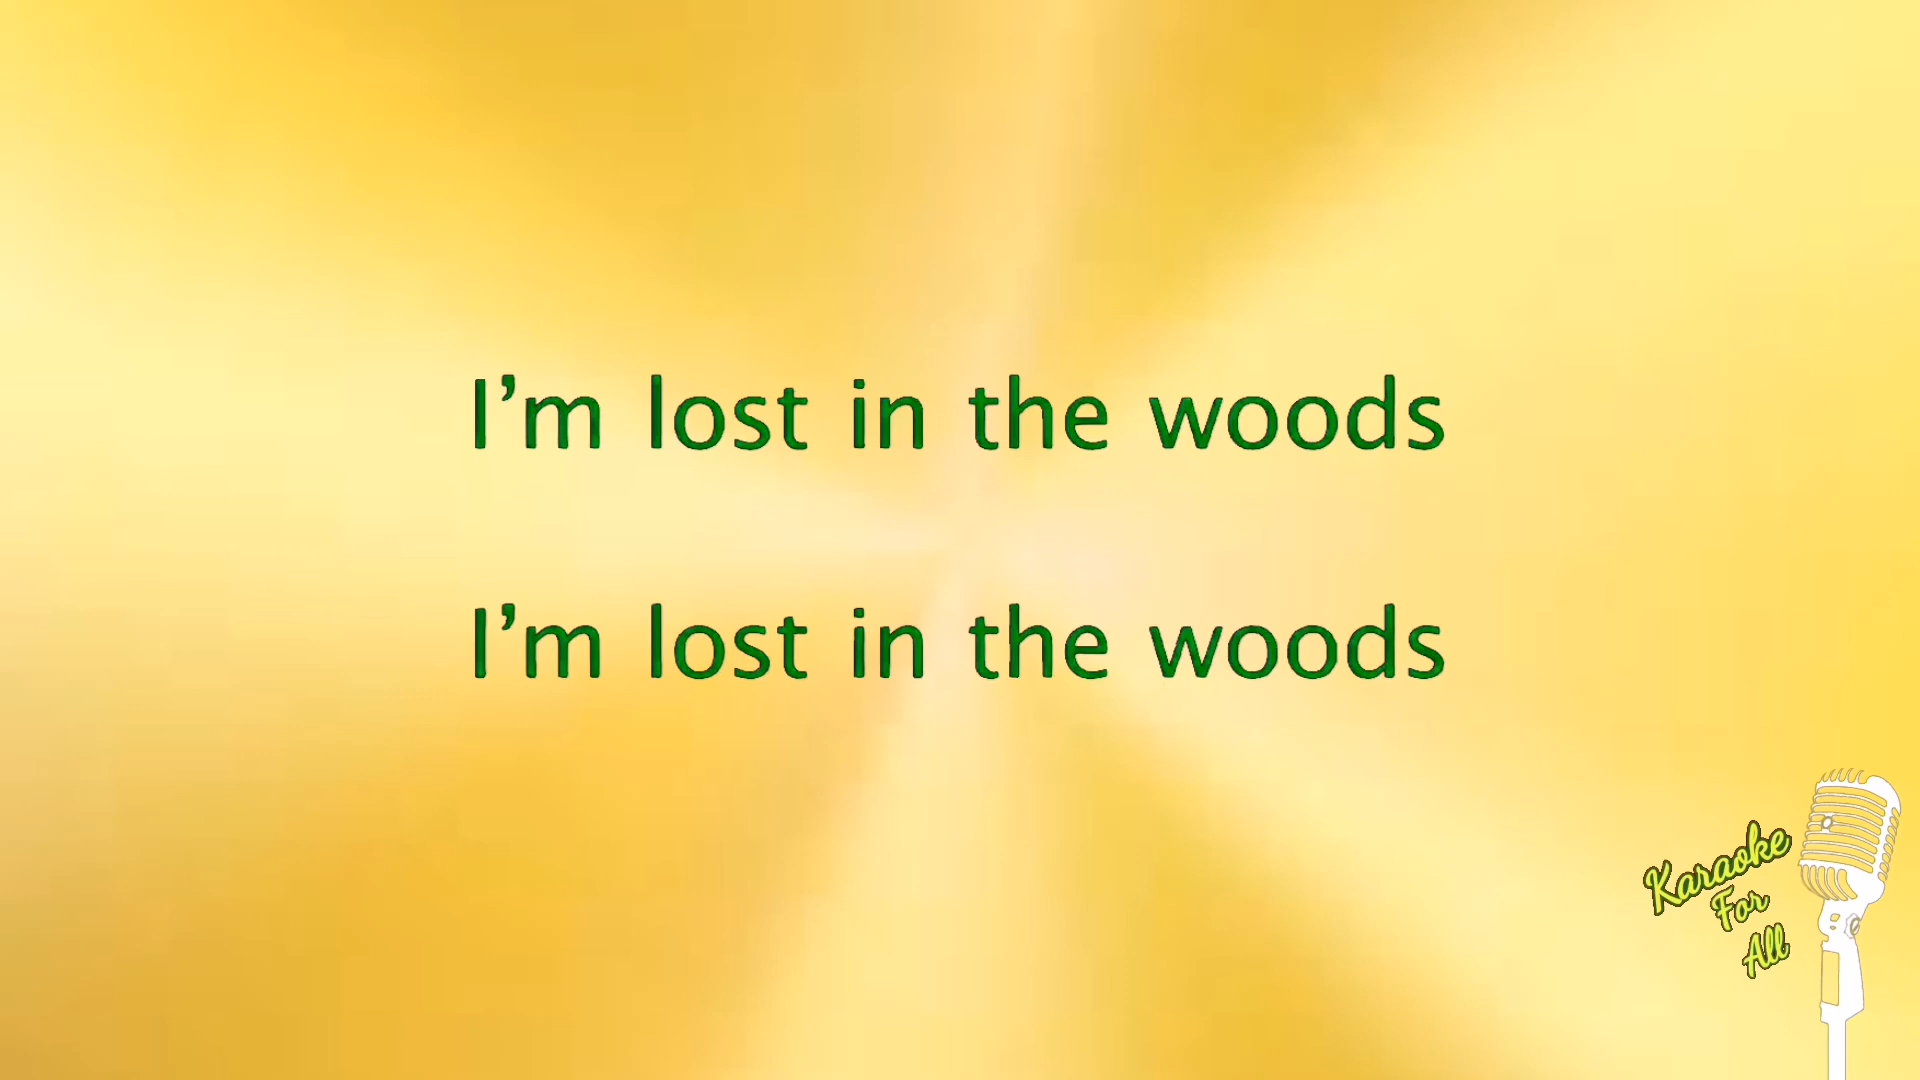 I’m lost in the woods
I’m lost in the woods
Karaoke
For
All